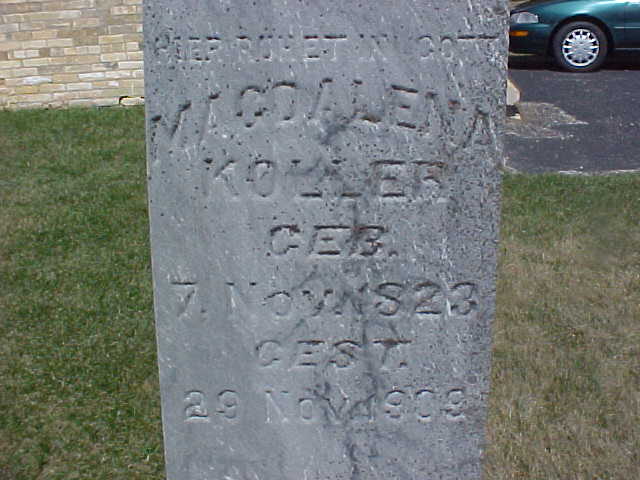 HIER RUHET IN GOTT
MAGDALENA
KOLLER
GEB.
7. NOV. 1823
GEST.
29 NOV. 1909